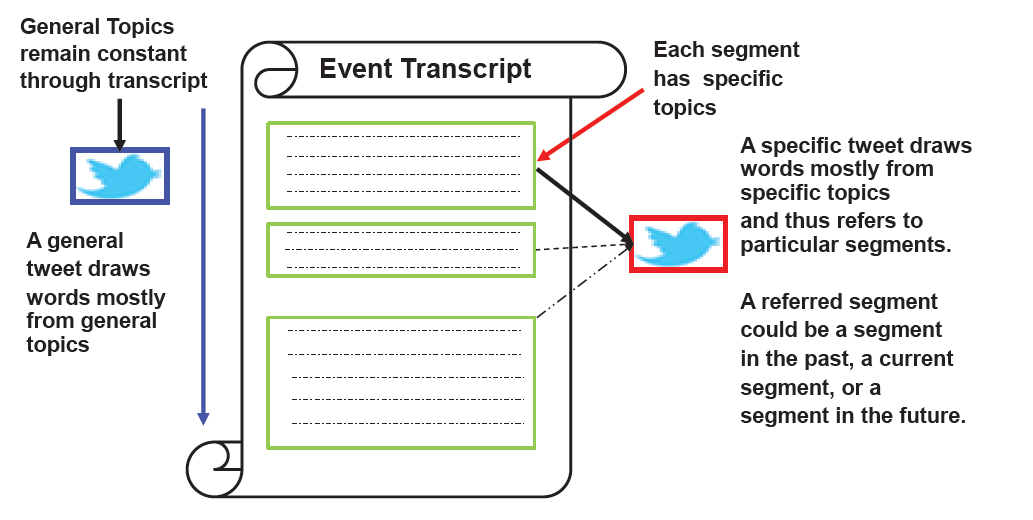 General Topics
remain constant
through transcript
A general
tweet draws
words mostly
from general
topics
Event Transcript
Each segment
has specific
topics
A specific tweet draws
words mostly from
specific topics
and thus refers to
particular segments.
A referred segment
could be a segment
in the past, a current
segment, or a
segment in the future.